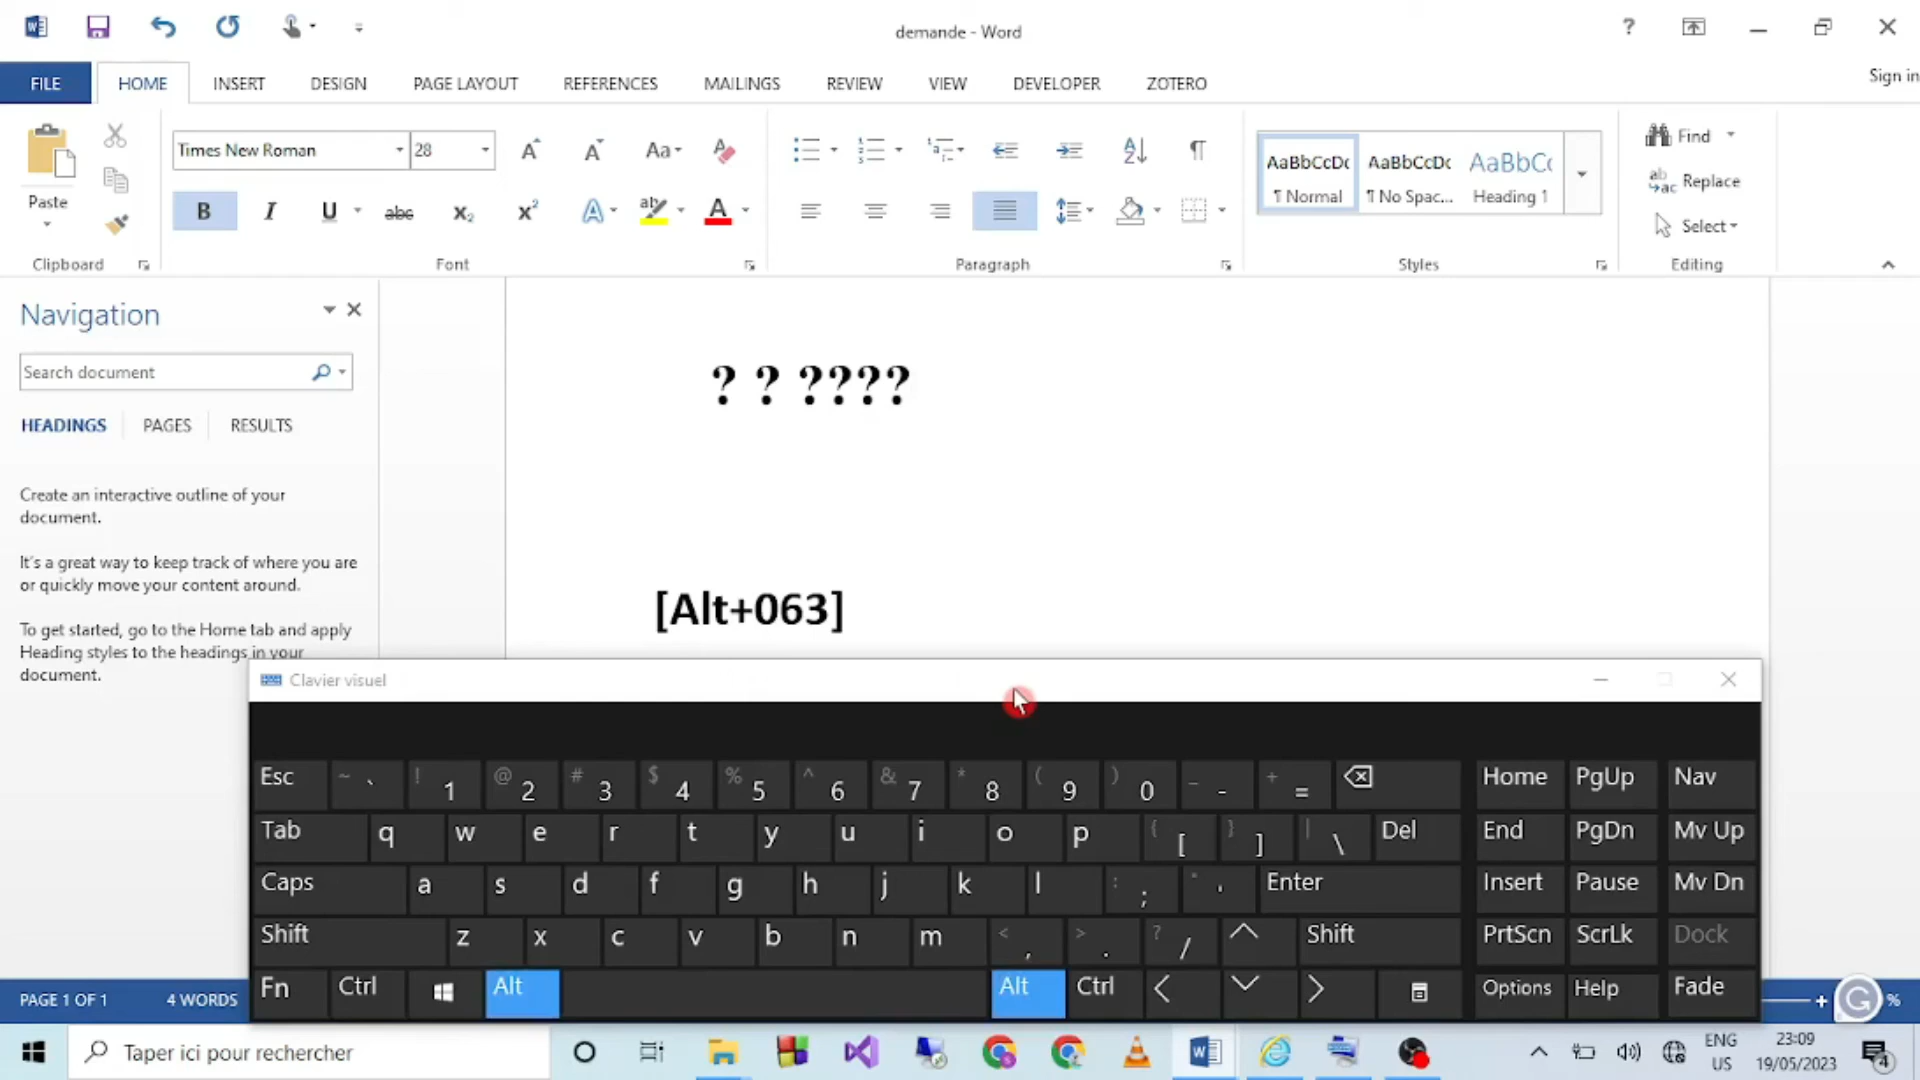 demande - Word
Sign in
FILE HOME INSERT DESIGN PAGE LAYOUT REFERENCES MAILINGS REVIEW VIEW DEVELOPER ZOTERO
Times New Roman 28
Paste
B I U abc X₂ X² A ab A
AaBbCcDc AaBbCcDc AaBbCc
¶ Normal ¶ No Spac... Heading 1
Find
Replace
Select
Clipboard Font Paragraph Styles Editing
Navigation
Search document
HEADINGS PAGES RESULTS
Create an interactive outline of your
document.
It's a great way to keep track of where you are
or quickly move your content around.
To get started, go to the Home tab and apply
Heading styles to the headings in your
document.
? ? ????
[Alt+063]
Clavier visuel
Esc ~ ` ! 1 @ 2 # 3 $ 4 % 5 ^ 6 & 7 * 8 ( 9 ) 0 _ - + = Home PgUp Nav
Tab q w e r t y u i o p { [ } ] | \ Del End PgDn Mv Up
Caps a s d f g h j k l : ; " ' Enter Insert Pause Mv Dn
Shift z x c v b n m < , > . ? / Shift PrtScn ScrLk Dock
Fn Ctrl Alt Alt Ctrl Options Help Fade
PAGE 1 OF 1 4 WORDS + %
Taper ici pour rechercher
ENG
US
23:09
19/05/2023
4